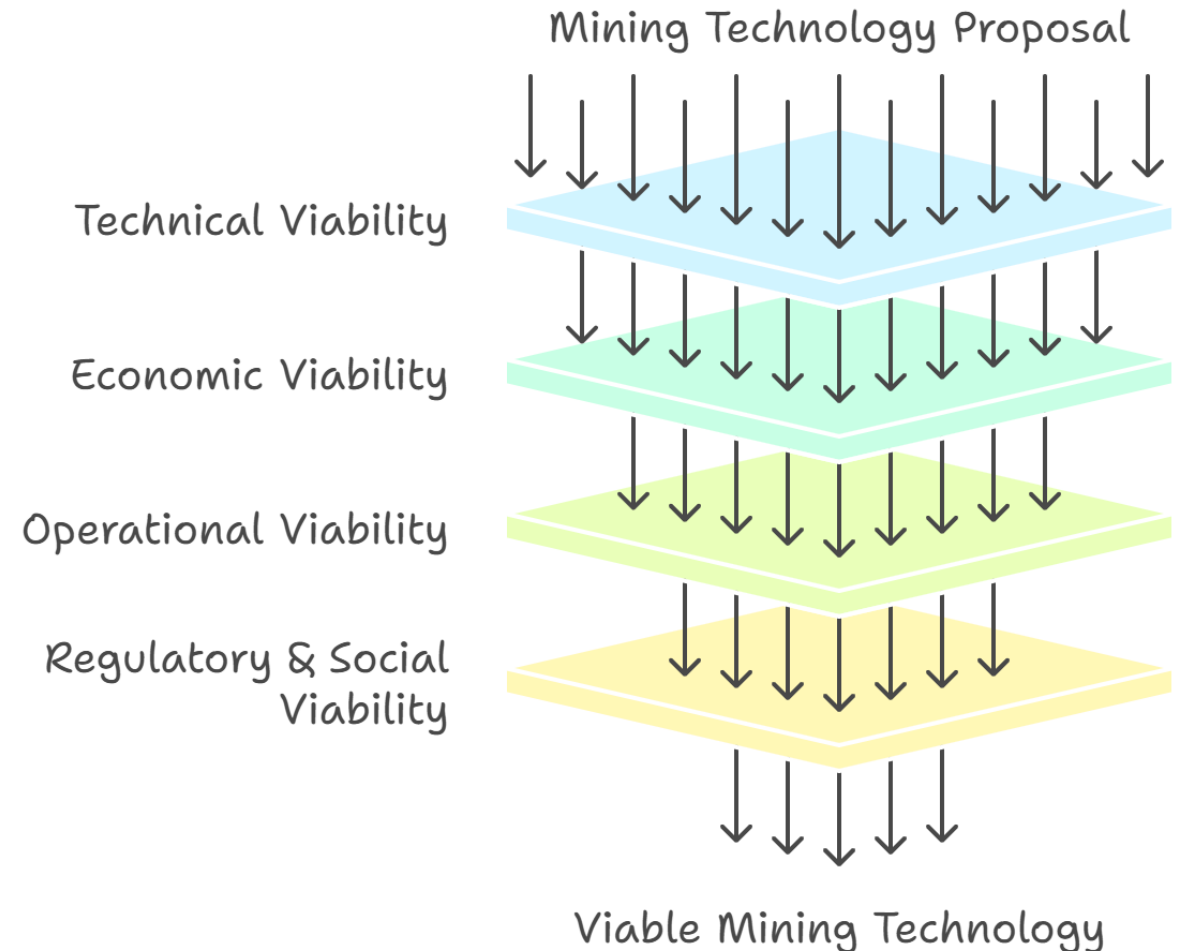 Mining Technology Proposal
Technical Viability
Economic Viability
Operational Viability
Regulatory & Social
Viability
Viable Mining Technology